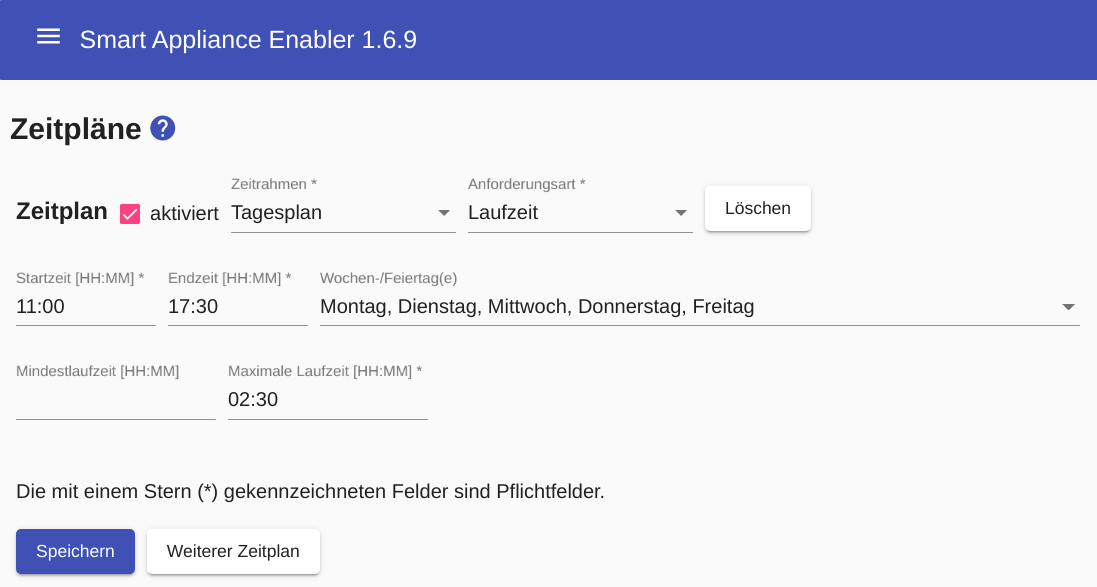 Smart Appliance Enabler 1.6.9
Zeitpläne
Zeitplan aktiviert Zeitrahmen * Tagesplan Anforderungsart * Laufzeit Löschen
Startzeit [HH:MM] * Endzeit [HH:MM] * Wochen-/Feiertag(e)
11:00 17:30 Montag, Dienstag, Mittwoch, Donnerstag, Freitag
Mindestlaufzeit [HH:MM] Maximale Laufzeit [HH:MM] *
02:30
Die mit einem Stern (*) gekennzeichneten Felder sind Pflichtfelder.
Speichern Weiterer Zeitplan